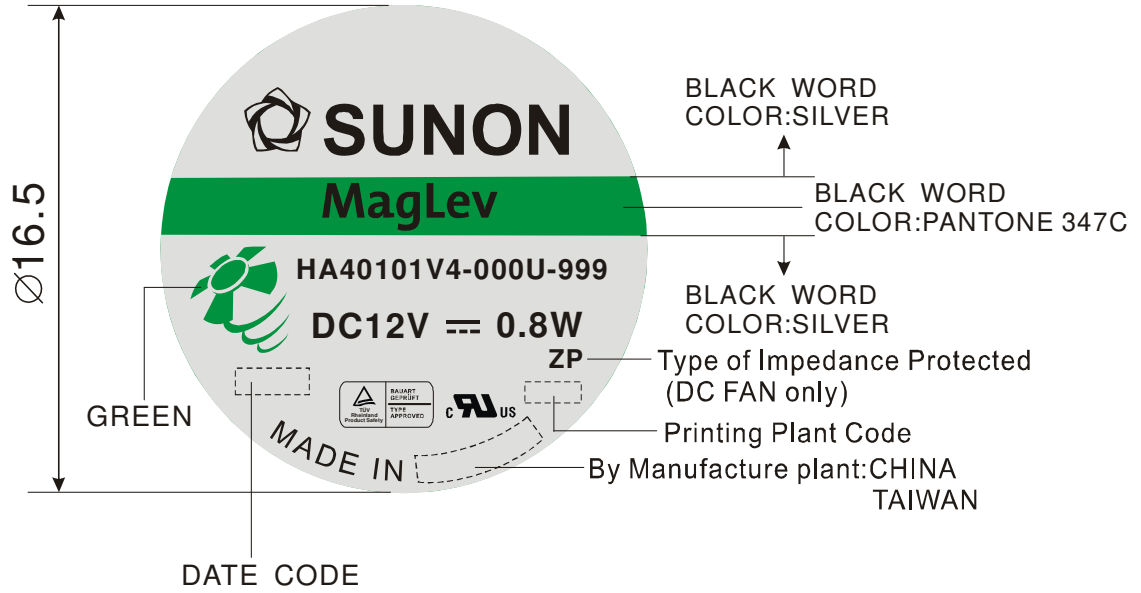 Ø16.5
SUNON
MagLev
HA40101V4-000U-999
DC12V ⎓ 0.8W
ZP
TÜV
Rheinland
Product Safety
BAUART
GEPRÜFT
TYPE
APPROVED
C RU US
MADE IN
BLACK WORD
COLOR:SILVER
BLACK WORD
COLOR:PANTONE 347C
BLACK WORD
COLOR:SILVER
Type of Impedance Protected
(DC FAN only)
Printing Plant Code
By Manufacture plant:CHINA
TAIWAN
GREEN
DATE CODE